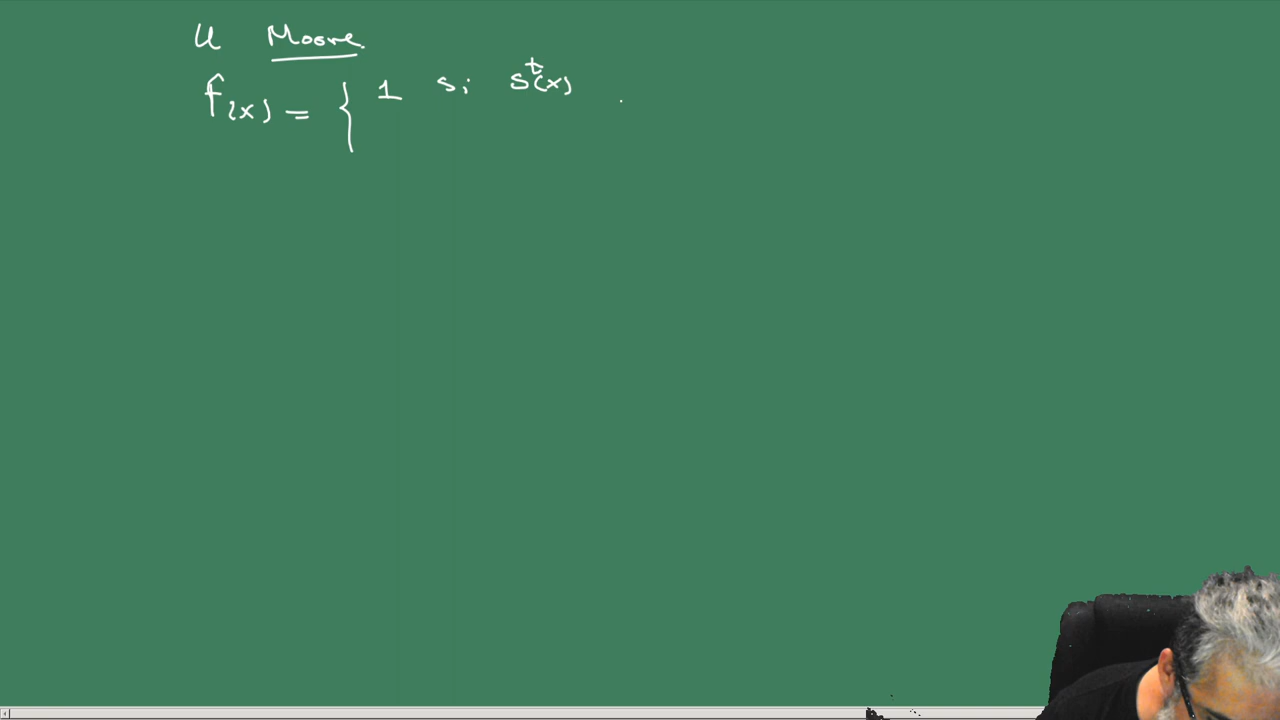 U Moore.
f̂(x) = { 1 si S^t(x)